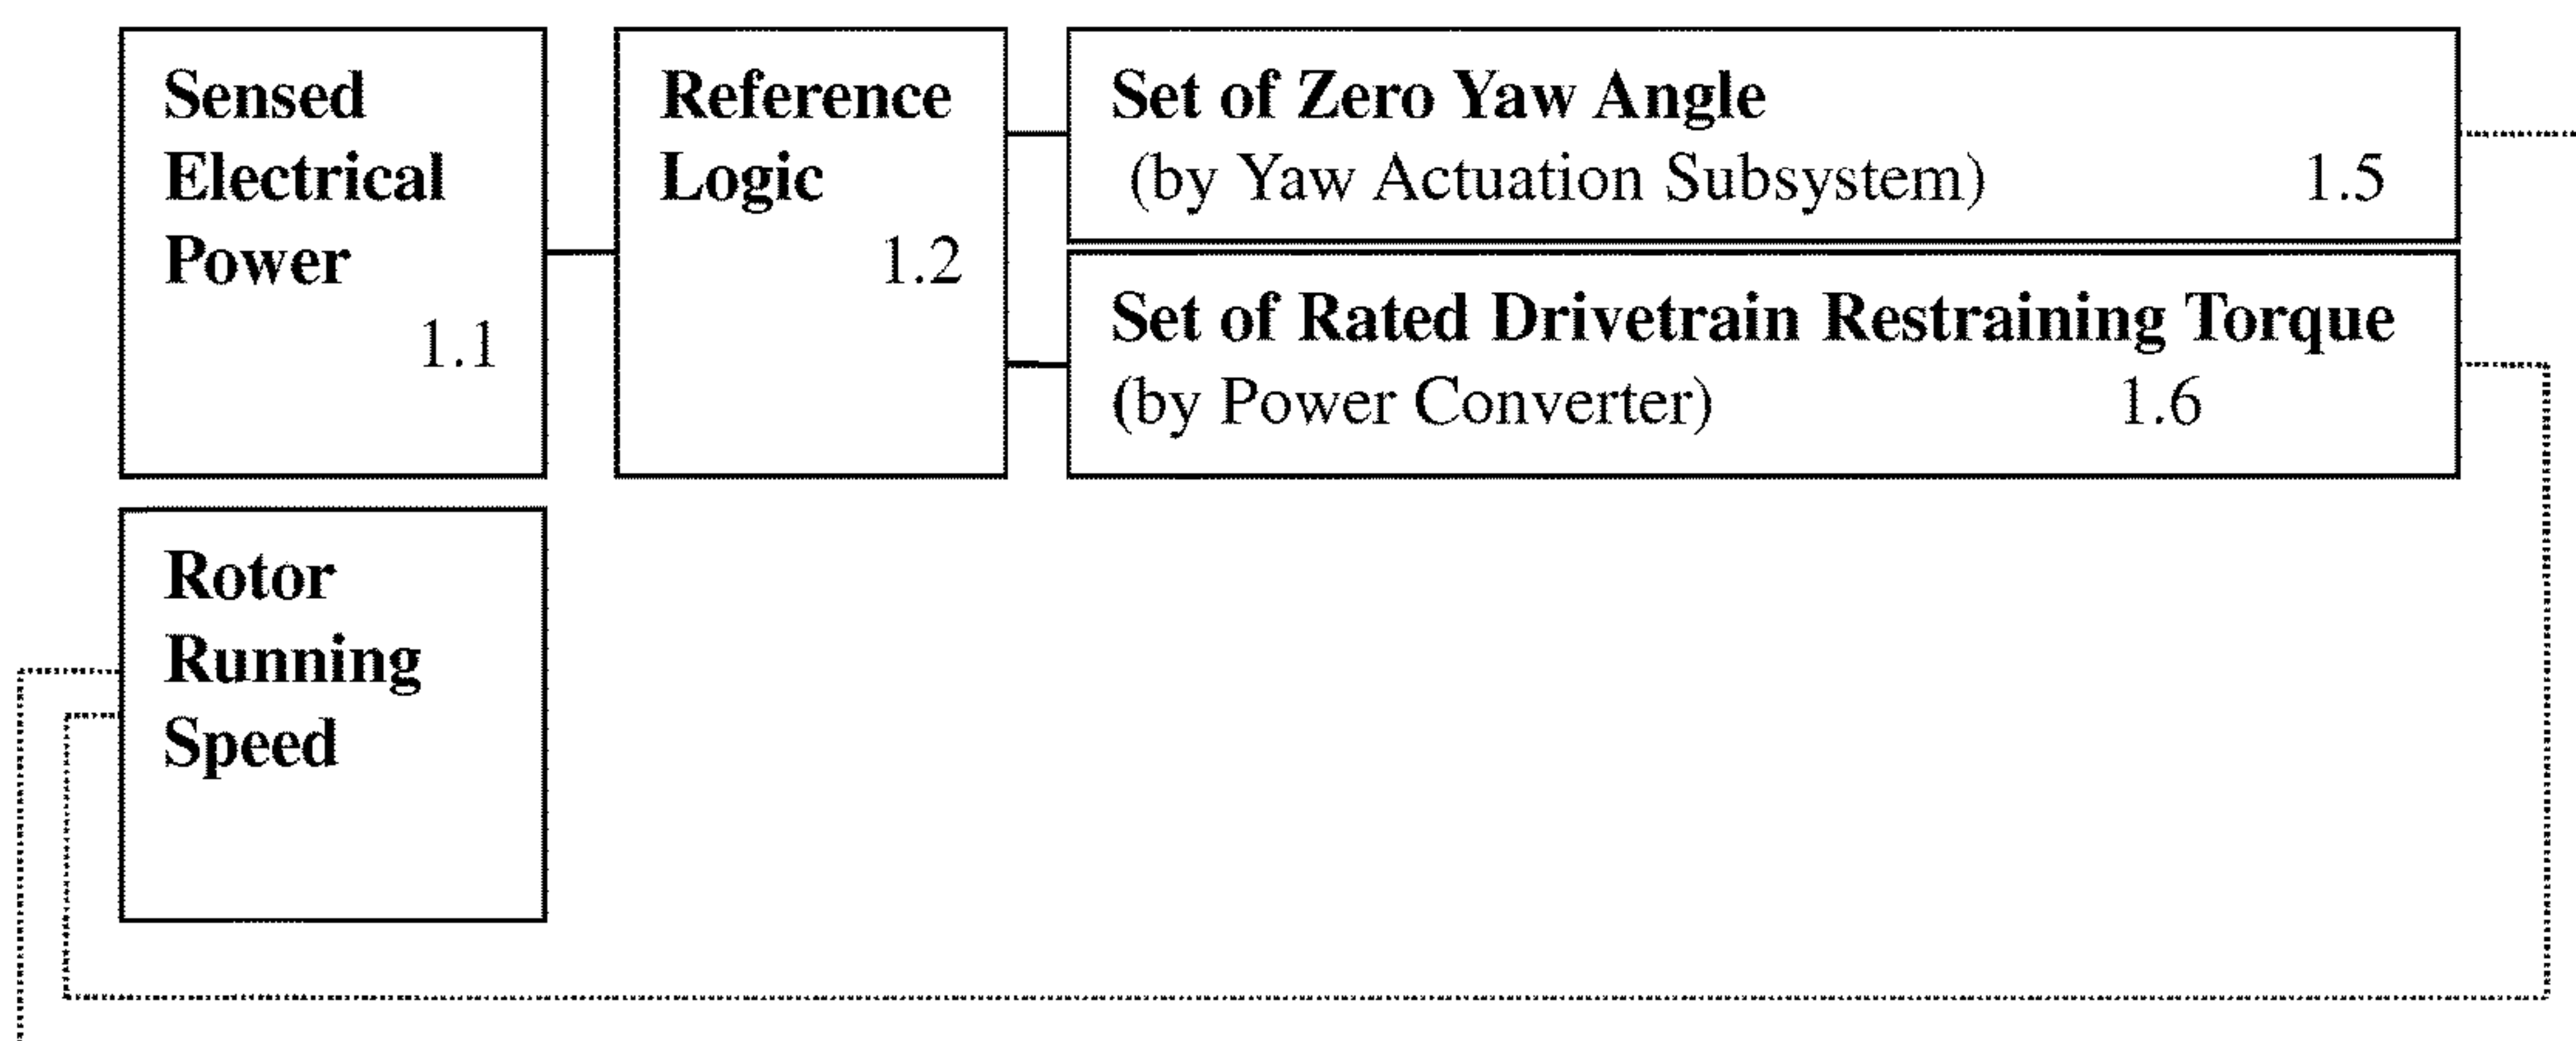 Sensed
Electrical
Power
1.1
Reference
Logic
1.2
Set of Zero Yaw Angle
(by Yaw Actuation Subsystem) 1.5
Set of Rated Drivetrain Restraining Torque
(by Power Converter) 1.6
Rotor
Running
Speed